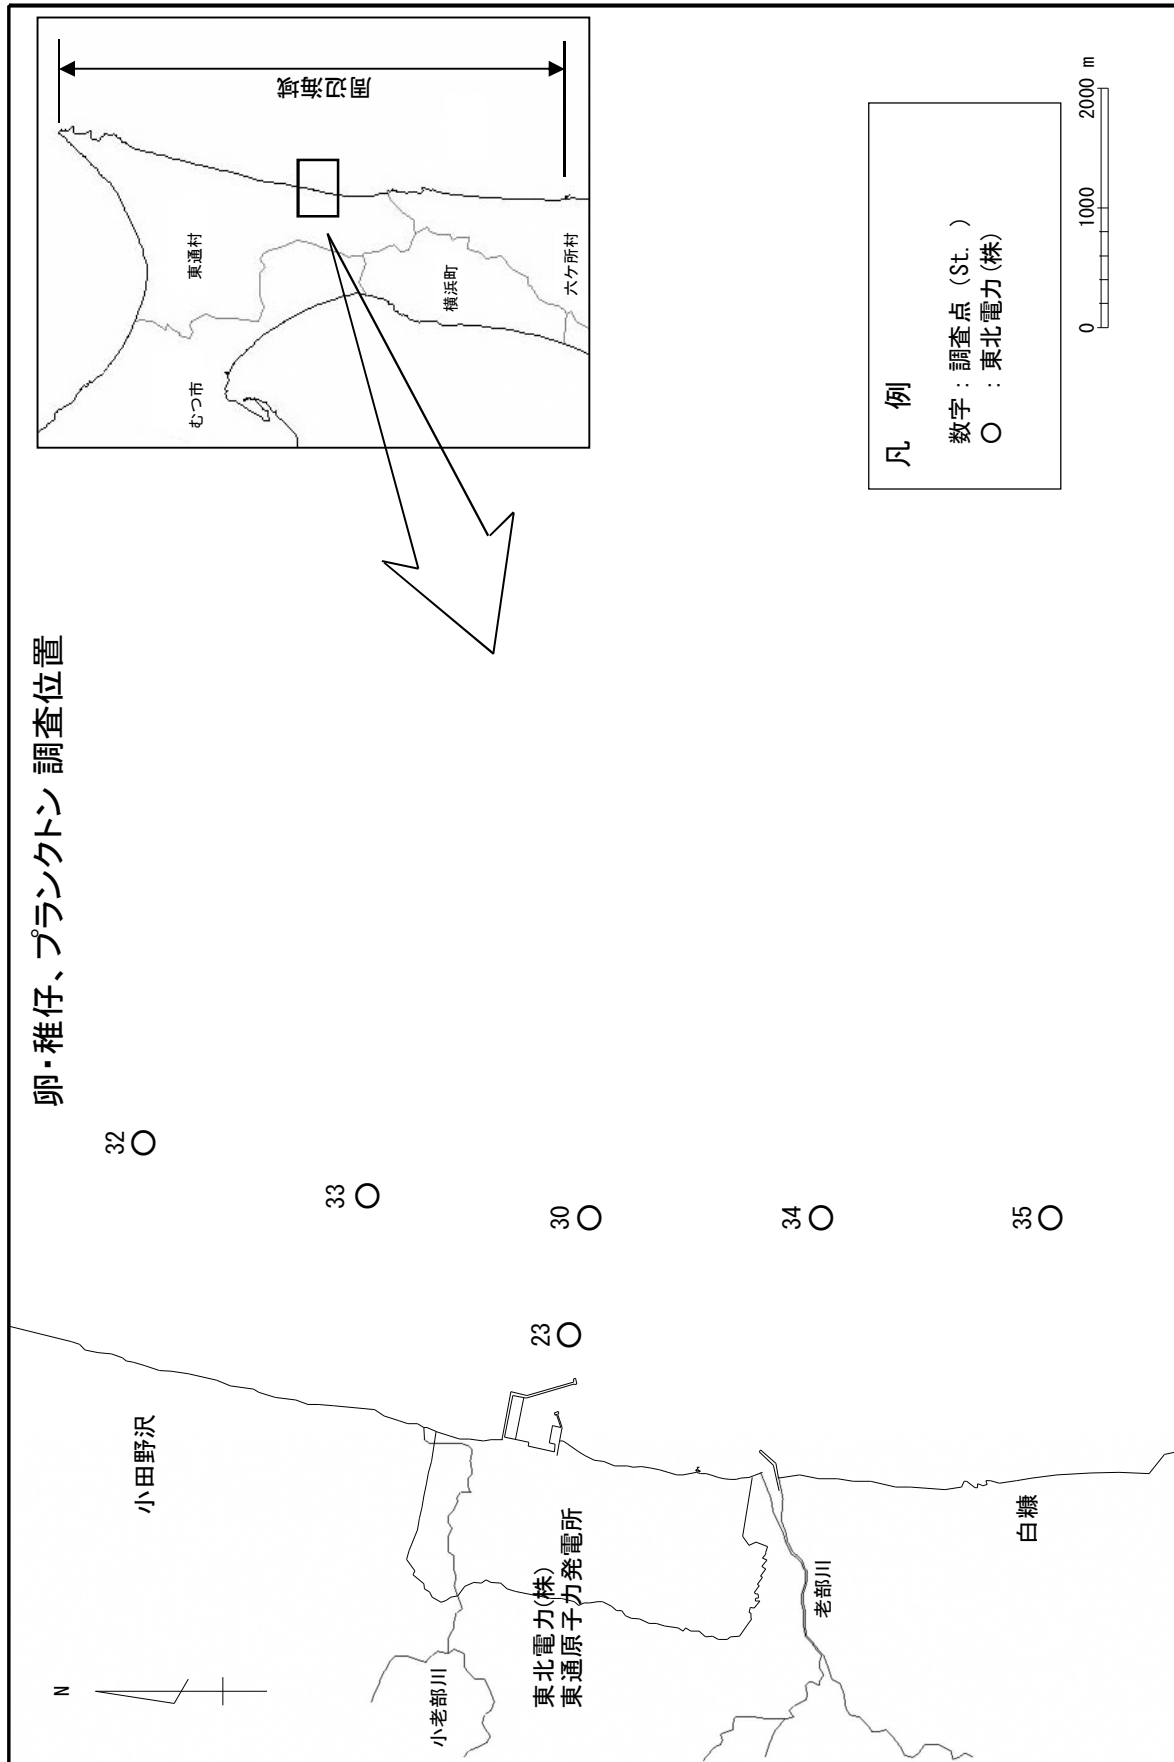 卵・稚仔、プランクトン 調査位置
N
小田野沢
小老部川
東北電力(株)
東通原子力発電所
老部川
白糠
32
33
30
23
34
35
周辺海域
東通村
むつ市
横浜町
六ケ所村
凡 例
数字 : 調査点 (St. )
○ : 東北電力(株)
0 1000 2000 m